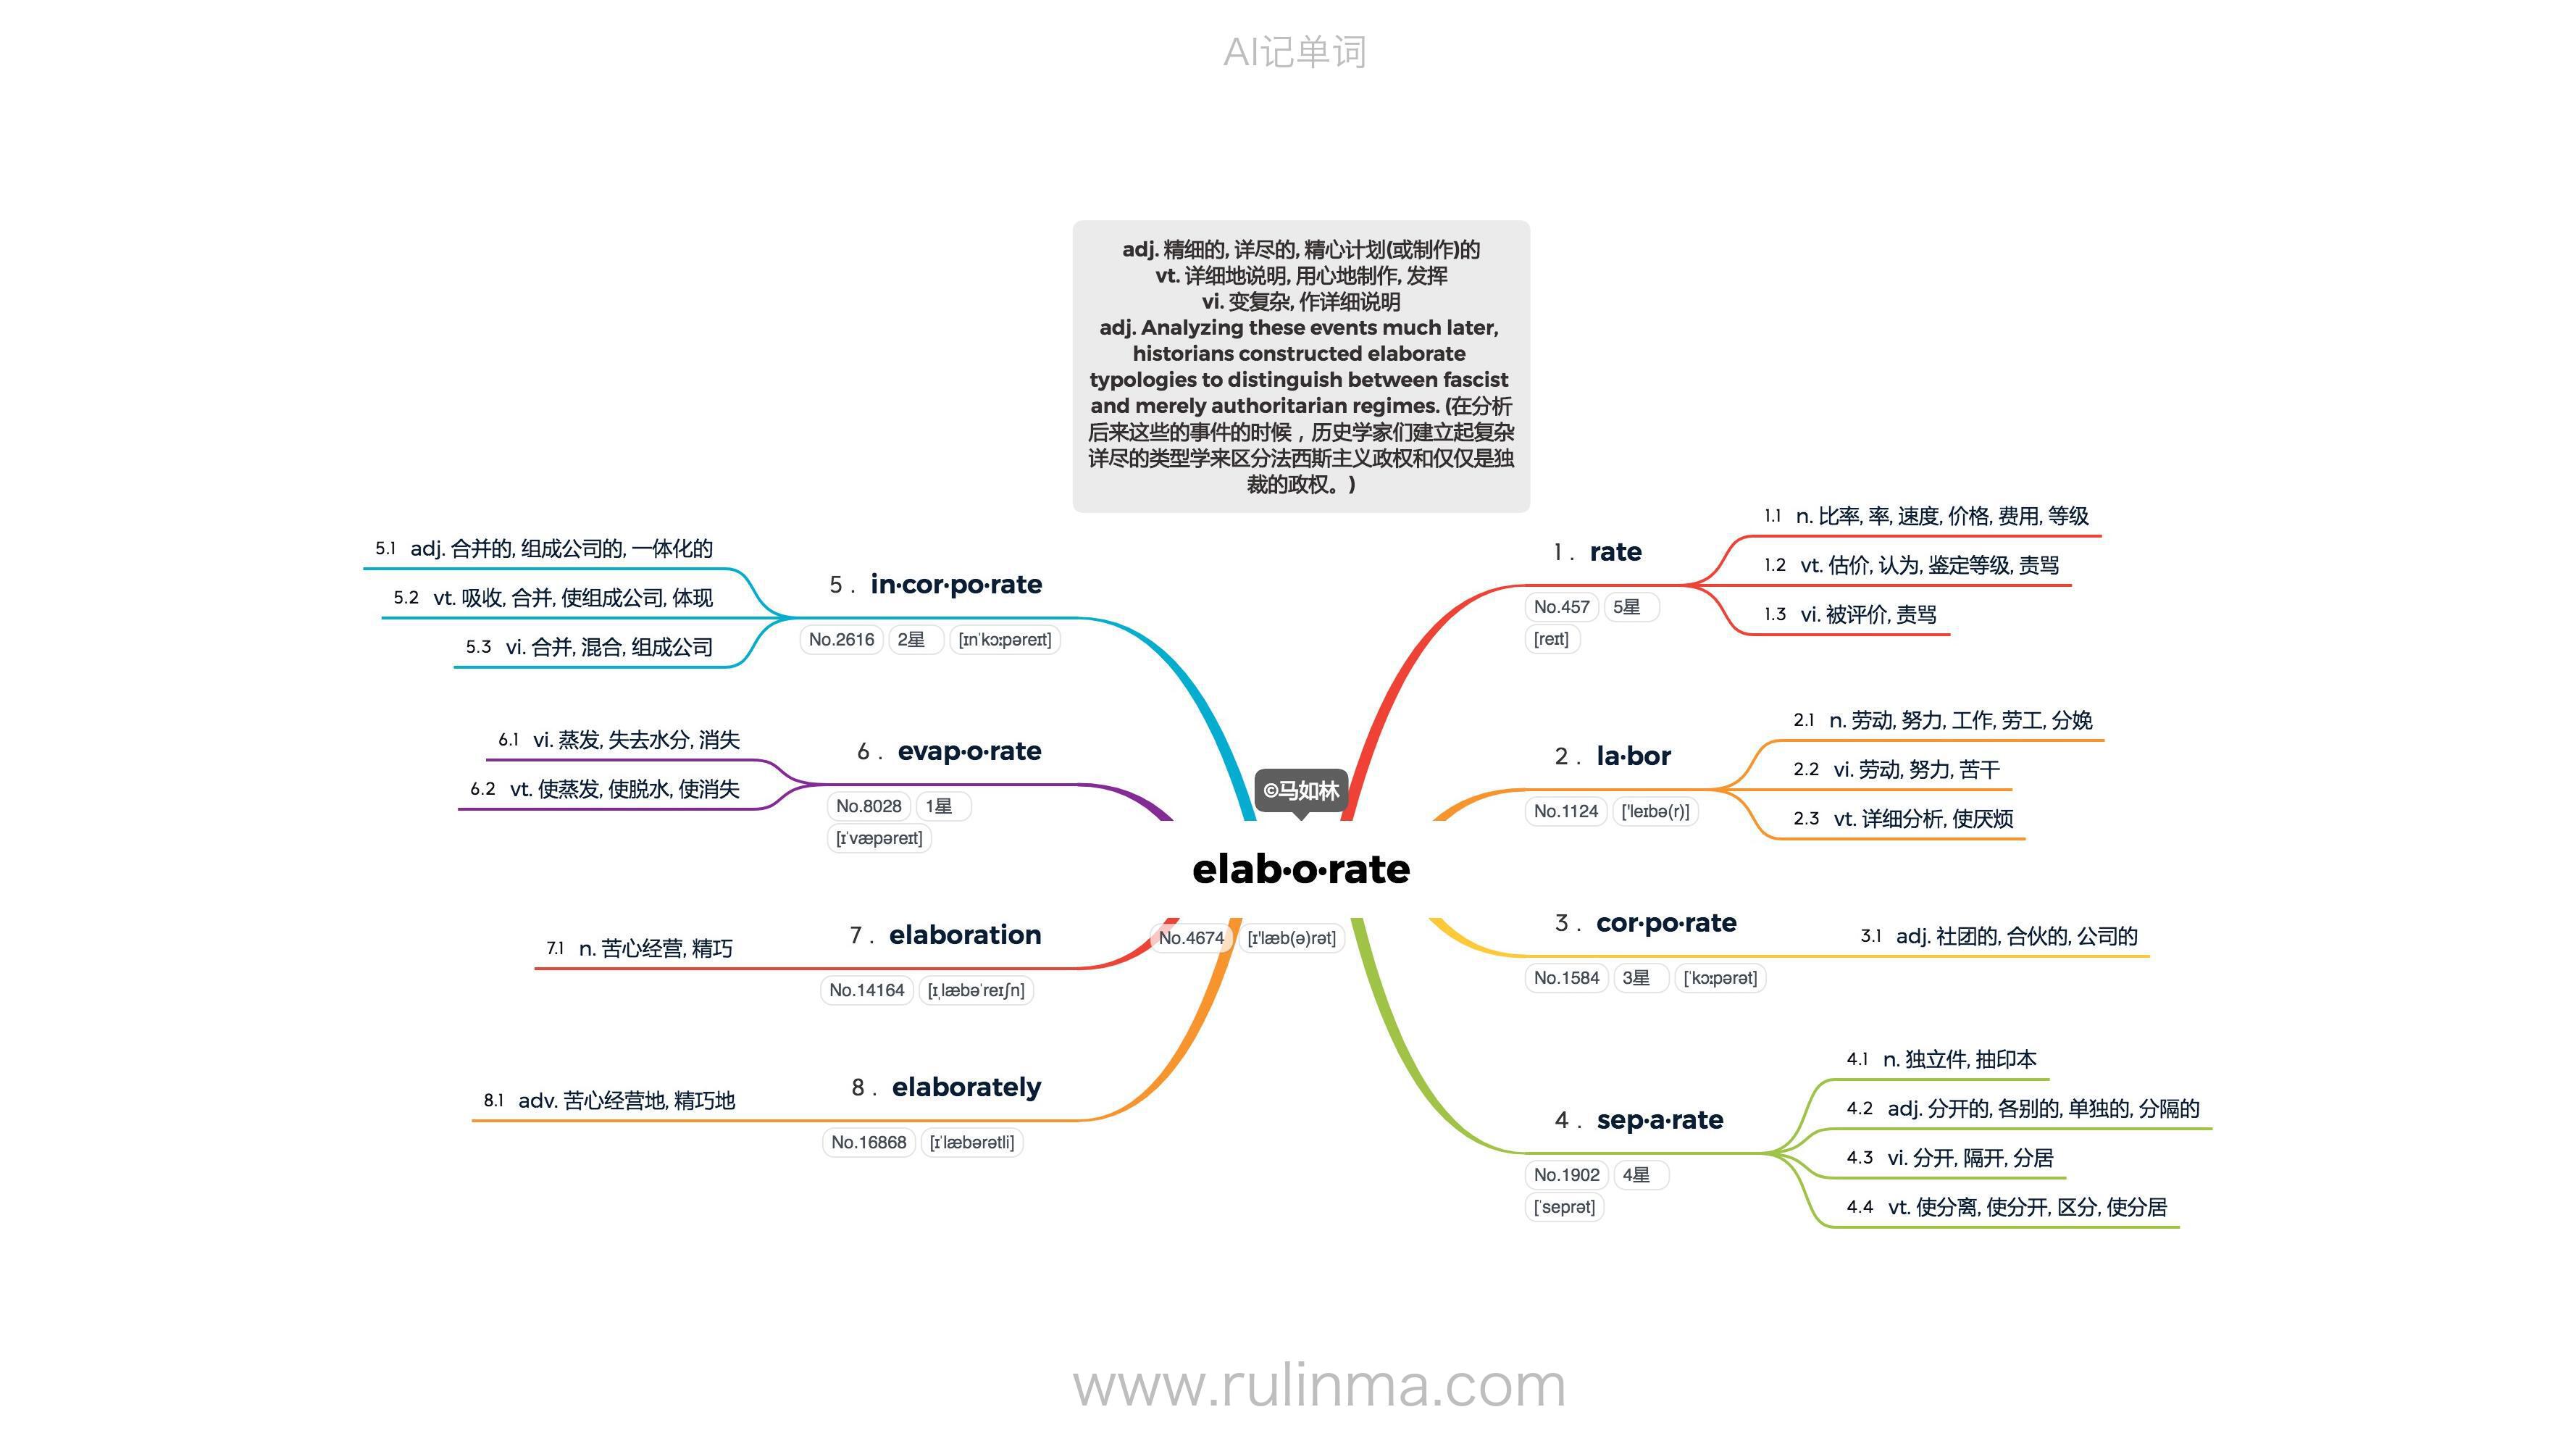 AI记单词
adj. 精细的, 详尽的, 精心计划(或制作)的
vt. 详细地说明, 用心地制作, 发挥
vi. 变复杂, 作详细说明
adj. Analyzing these events much later,
historians constructed elaborate
typologies to distinguish between fascist
and merely authoritarian regimes. (在分析
后来这些的事件的时候，历史学家们建立起复杂
详尽的类型学来区分法西斯主义政权和仅仅是独
裁的政权。)
©马如林
elab·o·rate
No.4674 [ɪ'læb(ə)rət]
1 . rate
No.457 5星
[reɪt]
1.1 n. 比率, 率, 速度, 价格, 费用, 等级
1.2 vt. 估价, 认为, 鉴定等级, 责骂
1.3 vi. 被评价, 责骂
2 . la·bor
No.1124 ['leɪbə(r)]
2.1 n. 劳动, 努力, 工作, 劳工, 分娩
2.2 vi. 劳动, 努力, 苦干
2.3 vt. 详细分析, 使厌烦
3 . cor·po·rate
No.1584 3星 [ˈkɔːpərət]
3.1 adj. 社团的, 合伙的, 公司的
4 . sep·a·rate
No.1902 4星
[ˈseprət]
4.1 n. 独立件, 抽印本
4.2 adj. 分开的, 各别的, 单独的, 分隔的
4.3 vi. 分开, 隔开, 分居
4.4 vt. 使分离, 使分开, 区分, 使分居
5 . in·cor·po·rate
No.2616 2星 [ɪnˈkɔːpəreɪt]
5.1 adj. 合并的, 组成公司的, 一体化的
5.2 vt. 吸收, 合并, 使组成公司, 体现
5.3 vi. 合并, 混合, 组成公司
6 . evap·o·rate
No.8028 1星
[ɪˈvæpəreɪt]
6.1 vi. 蒸发, 失去水分, 消失
6.2 vt. 使蒸发, 使脱水, 使消失
7 . elaboration
No.14164 [ɪˌlæbəˈreɪʃn]
7.1 n. 苦心经营, 精巧
8 . elaborately
No.16868 [ɪˈlæbərətli]
8.1 adv. 苦心经营地, 精巧地
www.rulinma.com